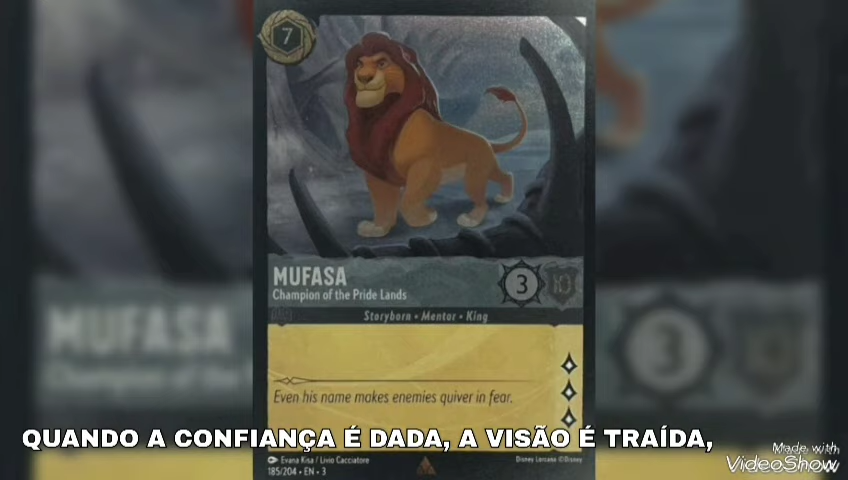 7
MUFASA
Champion of the Pride Lands
3 10
Storyborn • Mentor • King
Even his name makes enemies quiver in fear.
QUANDO A CONFIANÇA É DADA, A VISÃO É TRAÍDA,
Evana Kisa / Livio Cacciatore
185/204 • EN • 3
Disney Lorcana ©Disney
Made with
VideoShow